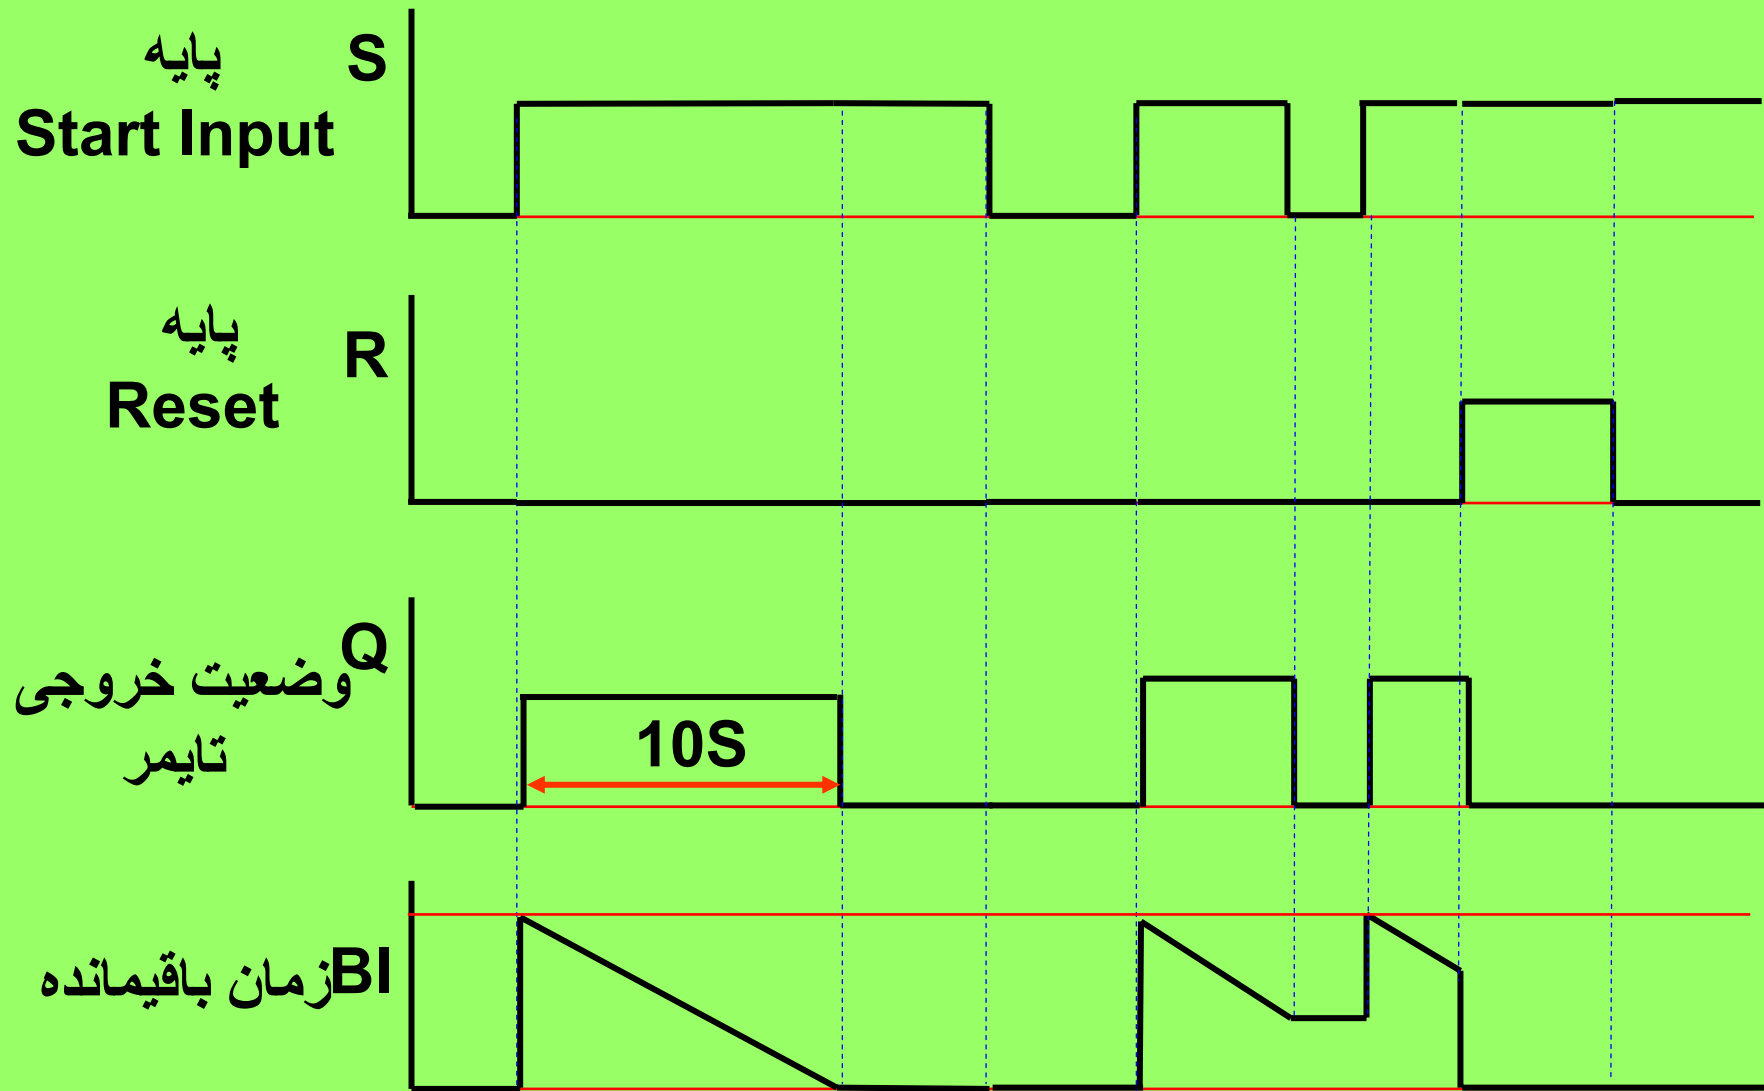 پایه
S
Start Input
پایه
R
Reset
Q
وضعیت خروجی
تایمر
10S
زمان باقیمانده
BI